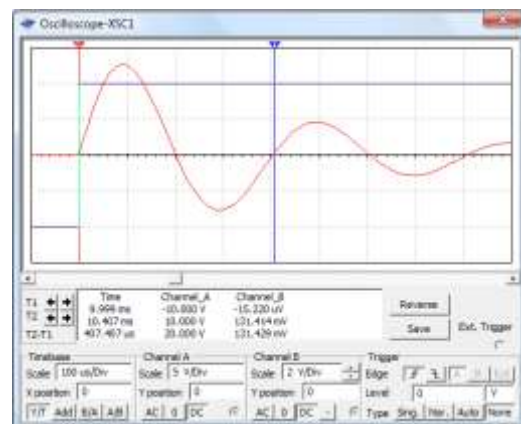 Oscilloscope-XSC1
Time Channel_A Channel_B
T1 9.999 ms -10.000 V -15.220 uV
T2 10.407 ms 10.000 V 131.414 mV
T2-T1 407.467 us 20.000 V 131.429 mV
Reverse
Save
Ext. Trigger
Timebase
Scale 100 us/Div
X position 0
Y/T Add B/A A/B
Channel A
Scale 5 V/Div
Y position 0
AC 0 DC
Channel B
Scale 2 V/Div
Y position 0
AC 0 DC -
Trigger
Edge
Level 0 V
Type Sing. Nor. Auto None